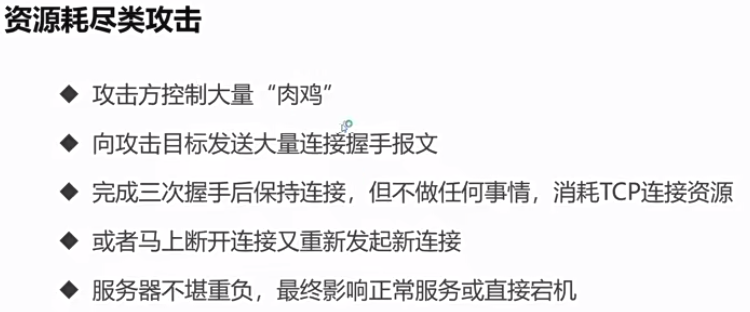 资源耗尽类攻击
◆ 攻击方控制大量“肉鸡”
◆ 向攻击目标发送大量连接握手报文
◆ 完成三次握手后保持连接，但不做任何事情，消耗TCP连接资源
◆ 或者马上断开连接又重新发起新连接
◆ 服务器不堪重负，最终影响正常服务或直接宕机